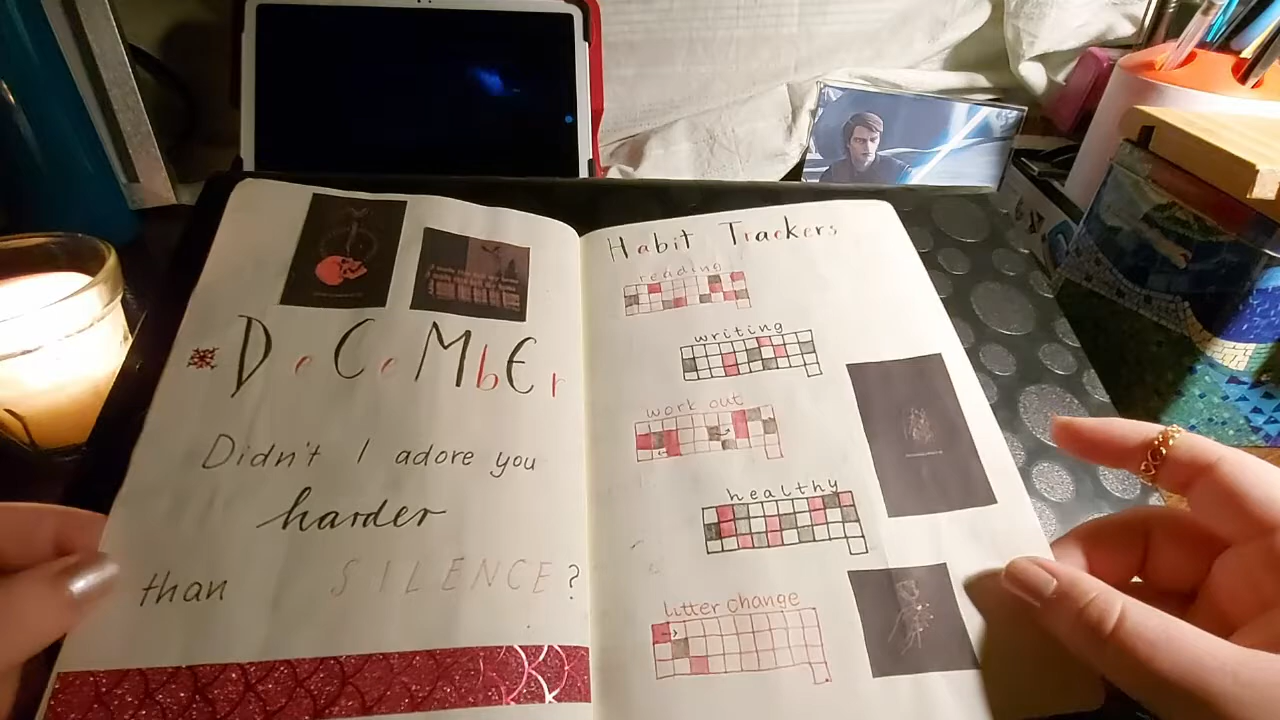 DeCeMbEr
Didn't I adore you
harder
than SILENCE?
Habit Trackers
reading
writing
work out
healthy
litter change